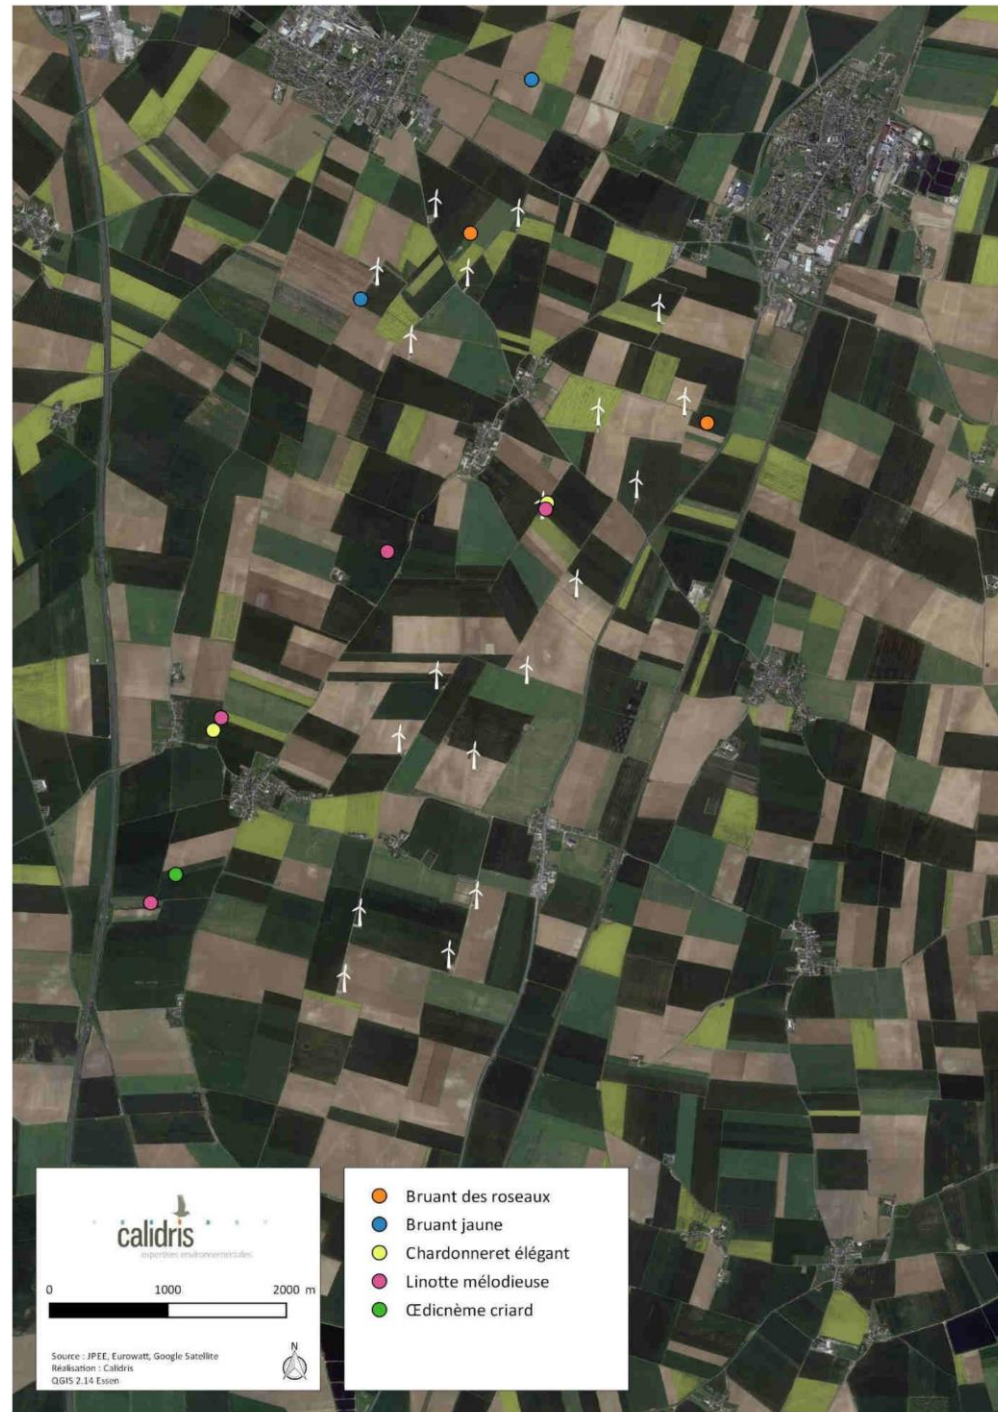 calidris
expertises environnementales
0 1000 2000 m
Source : JPEE, Eurowatt, Google Satellite
Réalisation : Calidris
QGIS 2.14 Essen
N
Bruant des roseaux
Bruant jaune
Chardonneret élégant
Linotte mélodieuse
Œdicnème criard